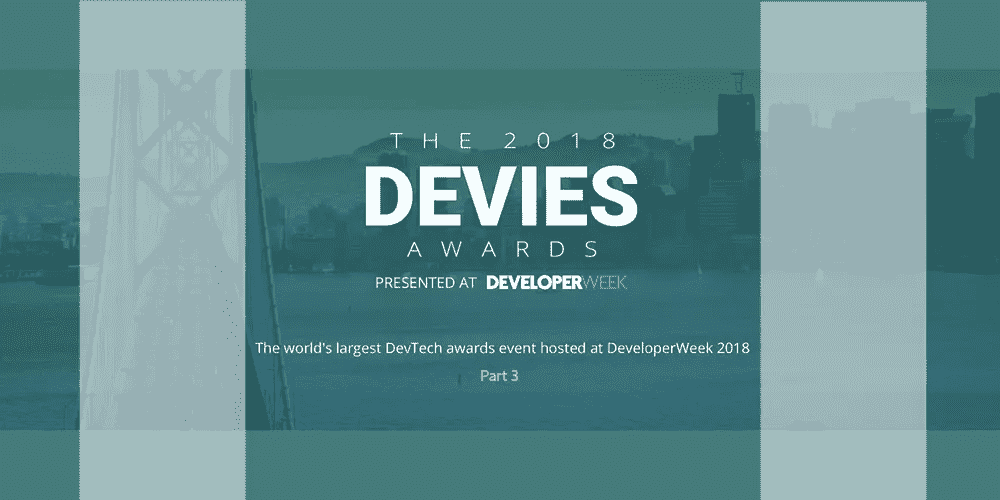 THE 2018
DEVIES
AWARDS
PRESENTED AT DEVELOPERWEEK
The world's largest DevTech awards event hosted at DeveloperWeek 2018
Part 3